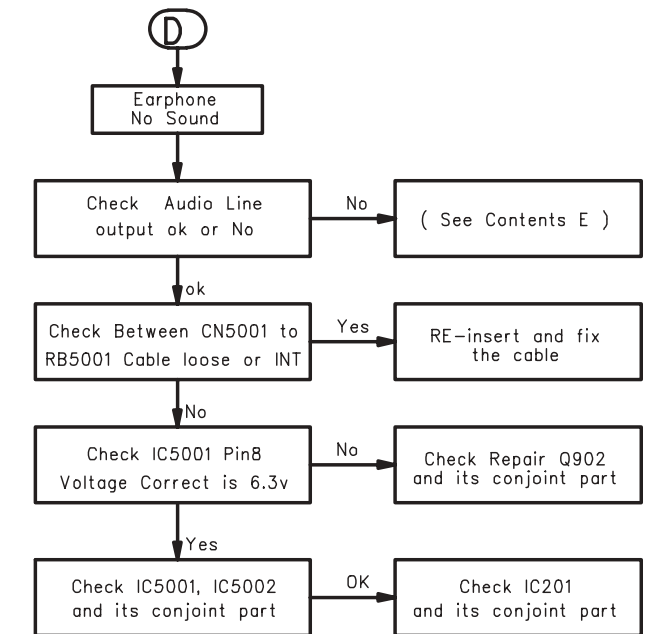 D
Earphone
No Sound
Check Audio Line
output ok or No
No
( See Contents E )
ok
Check Between CN5001 to
RB5001 Cable loose or INT
Yes
RE-insert and fix
the cable
No
Check IC5001 Pin8
Voltage Correct is 6.3v
No
Check Repair Q902
and its conjoint part
Yes
Check IC5001, IC5002
and its conjoint part
OK
Check IC201
and its conjoint part